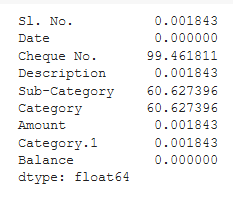 Sl. No. 0.001843
Date 0.000000
Cheque No. 99.461811
Description 0.001843
Sub-Category 60.627396
Category 60.627396
Amount 0.001843
Category.1 0.001843
Balance 0.000000
dtype: float64